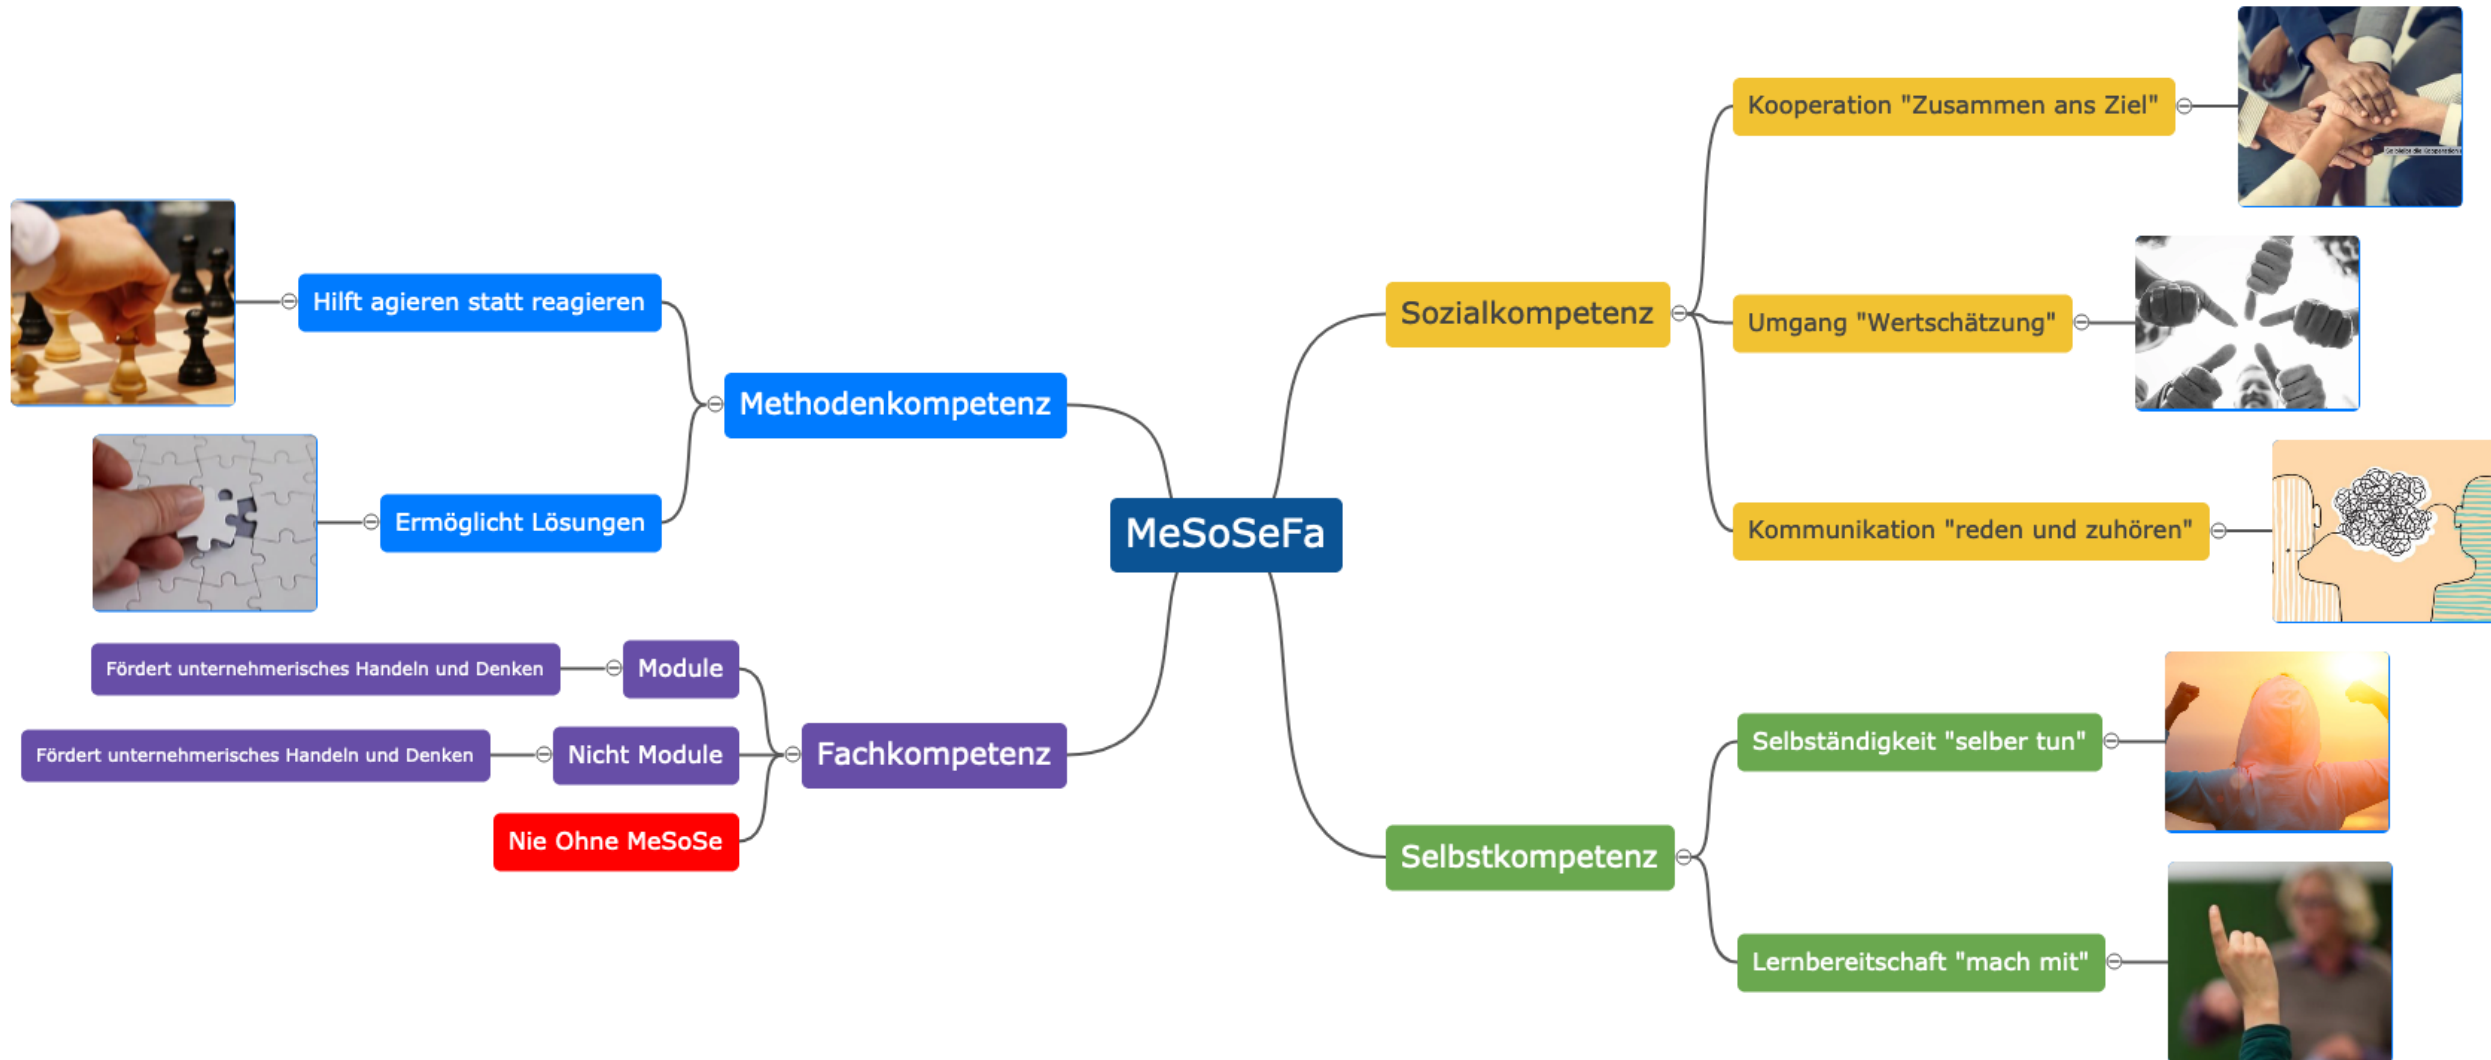 MeSoSeFa
Methodenkompetenz
Hilft agieren statt reagieren
Ermöglicht Lösungen
Fachkompetenz
Module
Fördert unternehmerisches Handeln und Denken
Nicht Module
Fördert unternehmerisches Handeln und Denken
Nie Ohne MeSoSe
Sozialkompetenz
Kooperation "Zusammen ans Ziel"
Umgang "Wertschätzung"
Kommunikation "reden und zuhören"
Selbstkompetenz
Selbständigkeit "selber tun"
Lernbereitschaft "mach mit"